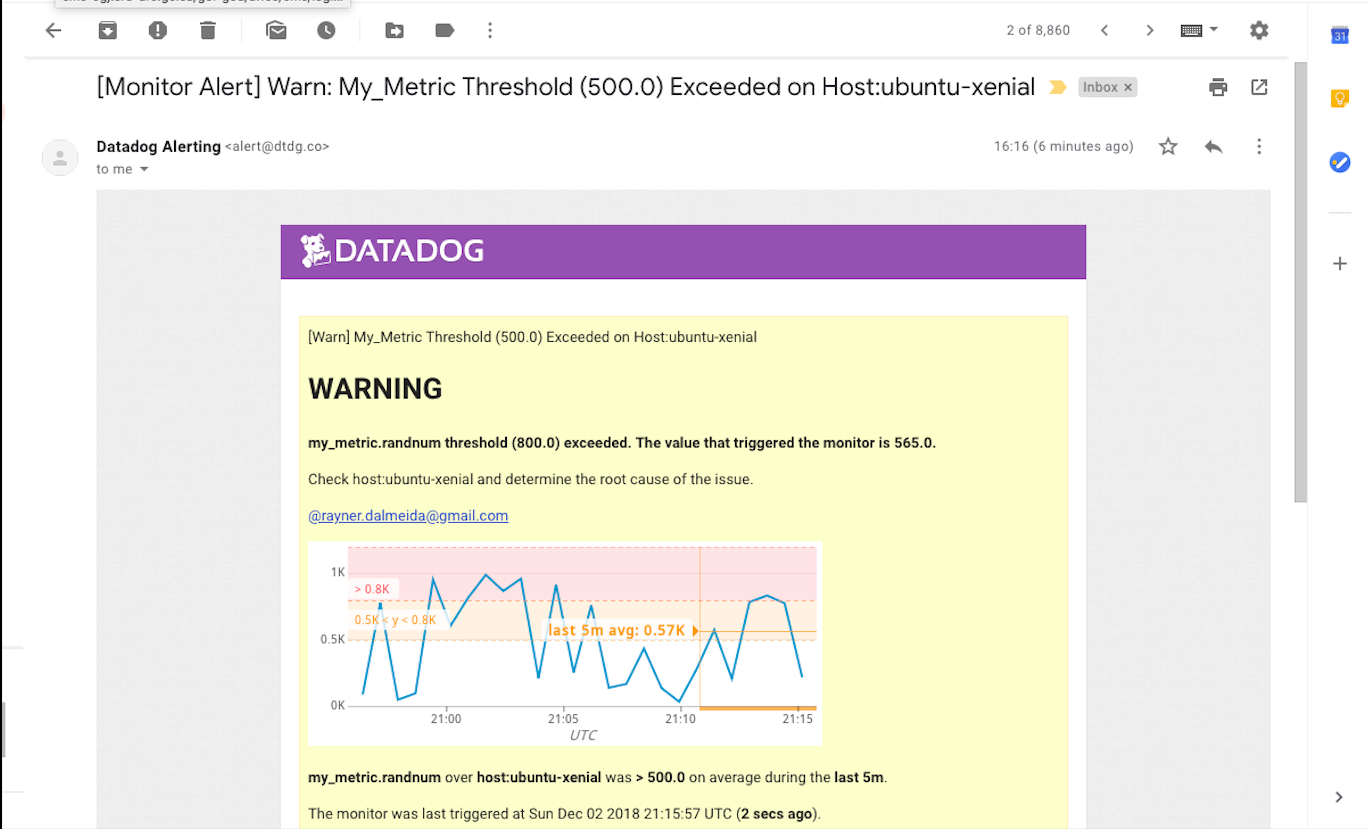 2 of 8,860
31
[Monitor Alert] Warn: My_Metric Threshold (500.0) Exceeded on Host:ubuntu-xenial
Inbox ×
Datadog Alerting <alert@dtdg.co>
16:16 (6 minutes ago)
to me
DATADOG
[Warn] My_Metric Threshold (500.0) Exceeded on Host:ubuntu-xenial
WARNING
my_metric.randnum threshold (800.0) exceeded. The value that triggered the monitor is 565.0.
Check host:ubuntu-xenial and determine the root cause of the issue.
@rayner.dalmeida@gmail.com
1K
> 0.8K
0.5K < y < 0.8K
last 5m avg: 0.57K
0.5K
0K
21:00 21:05 21:10 21:15
UTC
my_metric.randnum over host:ubuntu-xenial was > 500.0 on average during the last 5m.
The monitor was last triggered at Sun Dec 02 2018 21:15:57 UTC (2 secs ago).